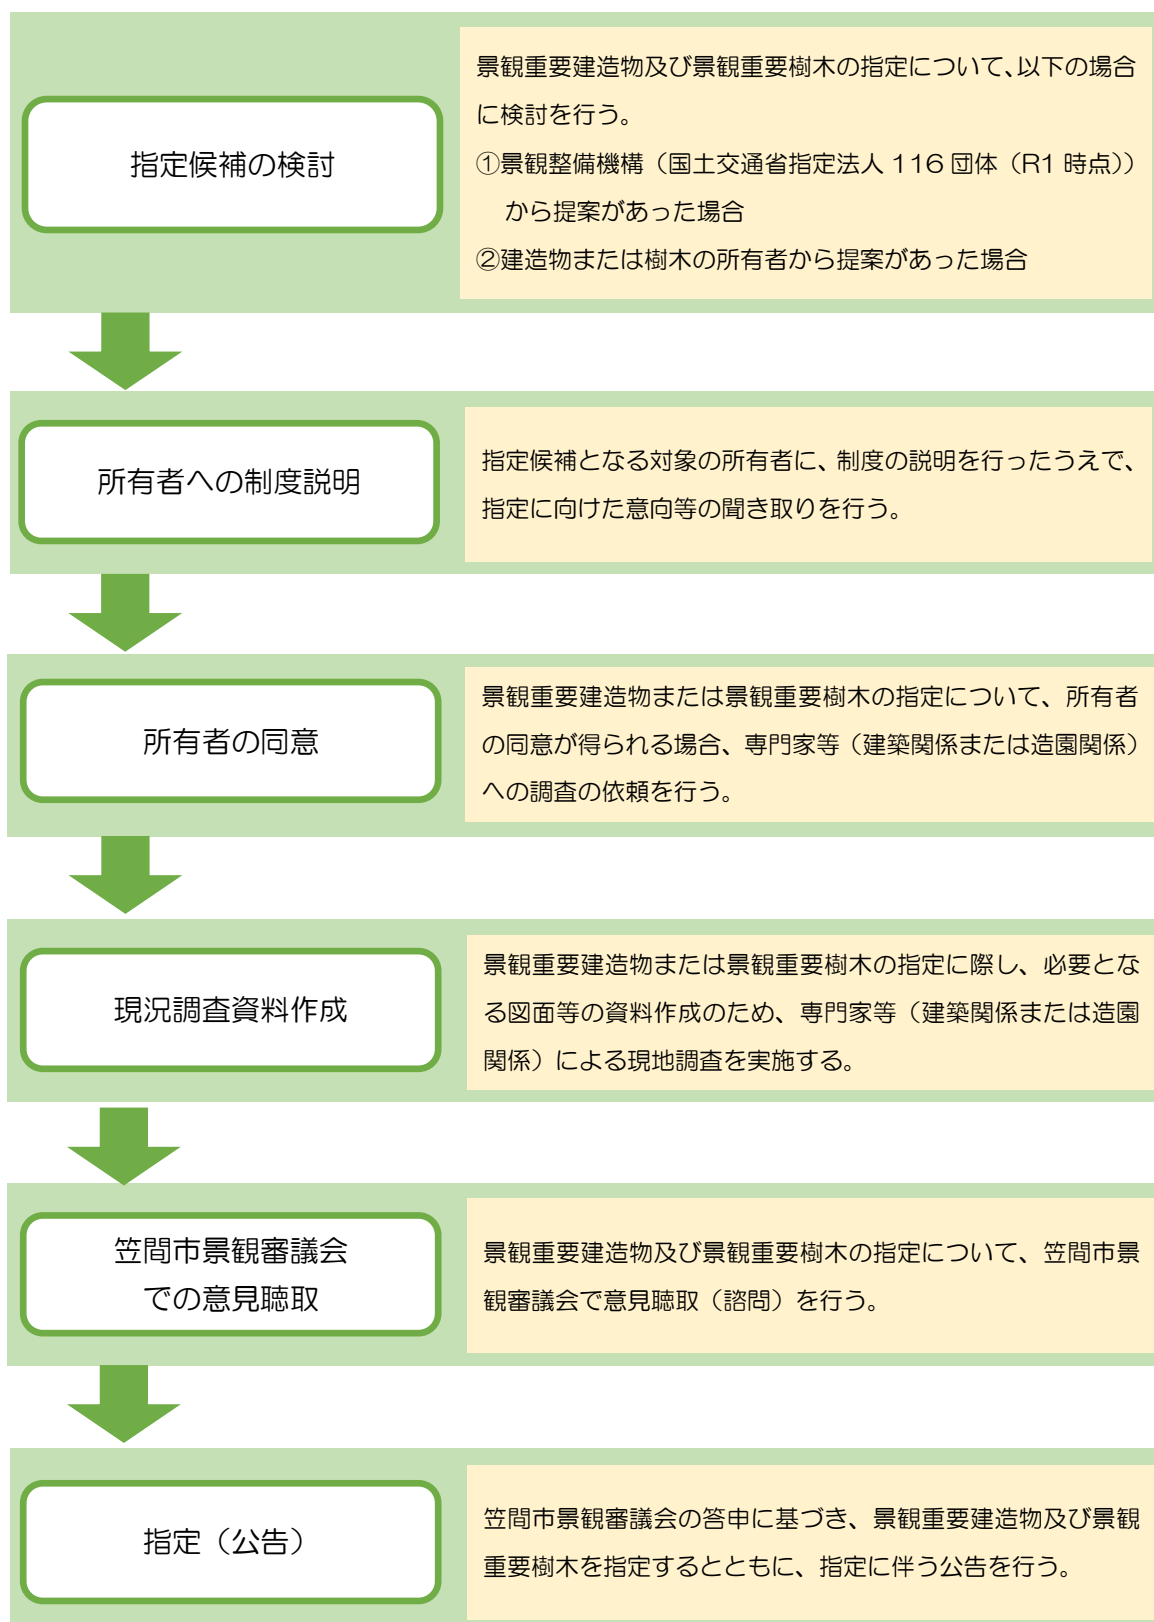 指定候補の検討
景観重要建造物及び景観重要樹木の指定について、以下の場合
に検討を行う。
①景観整備機構（国土交通省指定法人 116 団体（R1 時点））
から提案があった場合
②建造物または樹木の所有者から提案があった場合
所有者への制度説明
指定候補となる対象の所有者に、制度の説明を行ったうえで、
指定に向けた意向等の聞き取りを行う。
所有者の同意
景観重要建造物または景観重要樹木の指定について、所有者
の同意が得られる場合、専門家等（建築関係または造園関係）
への調査の依頼を行う。
現況調査資料作成
景観重要建造物または景観重要樹木の指定に際し、必要とな
る図面等の資料作成のため、専門家等（建築関係または造園
関係）による現地調査を実施する。
笠間市景観審議会
での意見聴取
景観重要建造物及び景観重要樹木の指定について、笠間市景
観審議会で意見聴取（諮問）を行う。
指定（公告）
笠間市景観審議会の答申に基づき、景観重要建造物及び景観
重要樹木を指定するとともに、指定に伴う公告を行う。